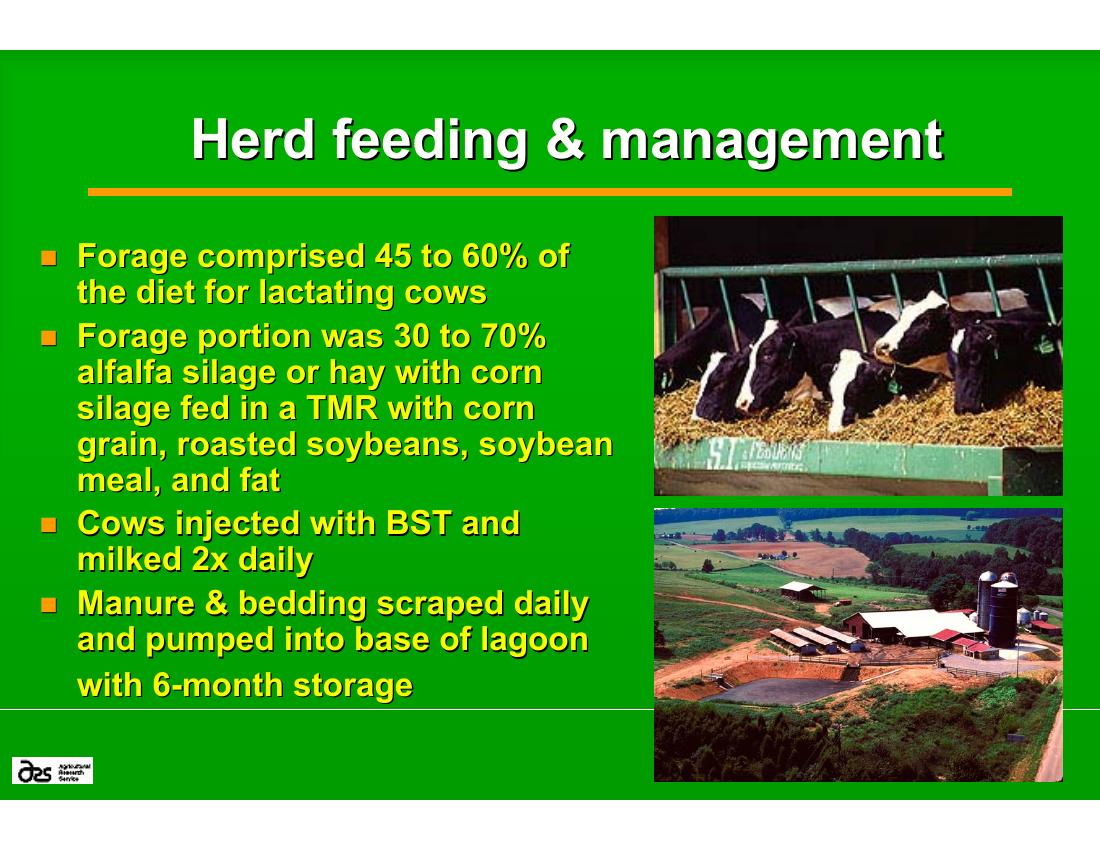 Herd feeding & management
■ Forage comprised 45 to 60% of
the diet for lactating cows
■ Forage portion was 30 to 70%
alfalfa silage or hay with corn
silage fed in a TMR with corn
grain, roasted soybeans, soybean
meal, and fat
■ Cows injected with BST and
milked 2x daily
■ Manure & bedding scraped daily
and pumped into base of lagoon
with 6-month storage
ars
Agricultural
Research
Service